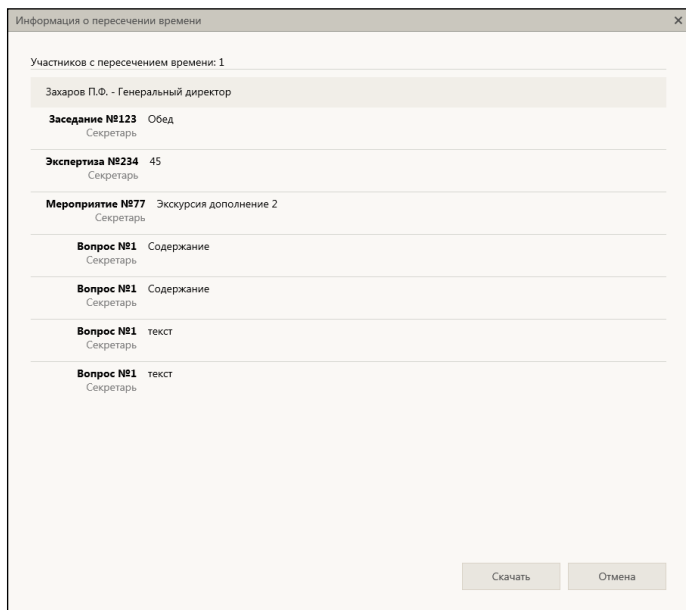 Информация о пересечении времени
Участников с пересечением времени: 1
Захаров П.Ф. - Генеральный директор
Заседание №123 Обед
Секретарь
Экспертиза №234 45
Секретарь
Мероприятие №77 Экскурсия дополнение 2
Секретарь
Вопрос №1 Содержание
Секретарь
Вопрос №1 Содержание
Секретарь
Вопрос №1 текст
Секретарь
Вопрос №1 текст
Секретарь
Скачать Отмена